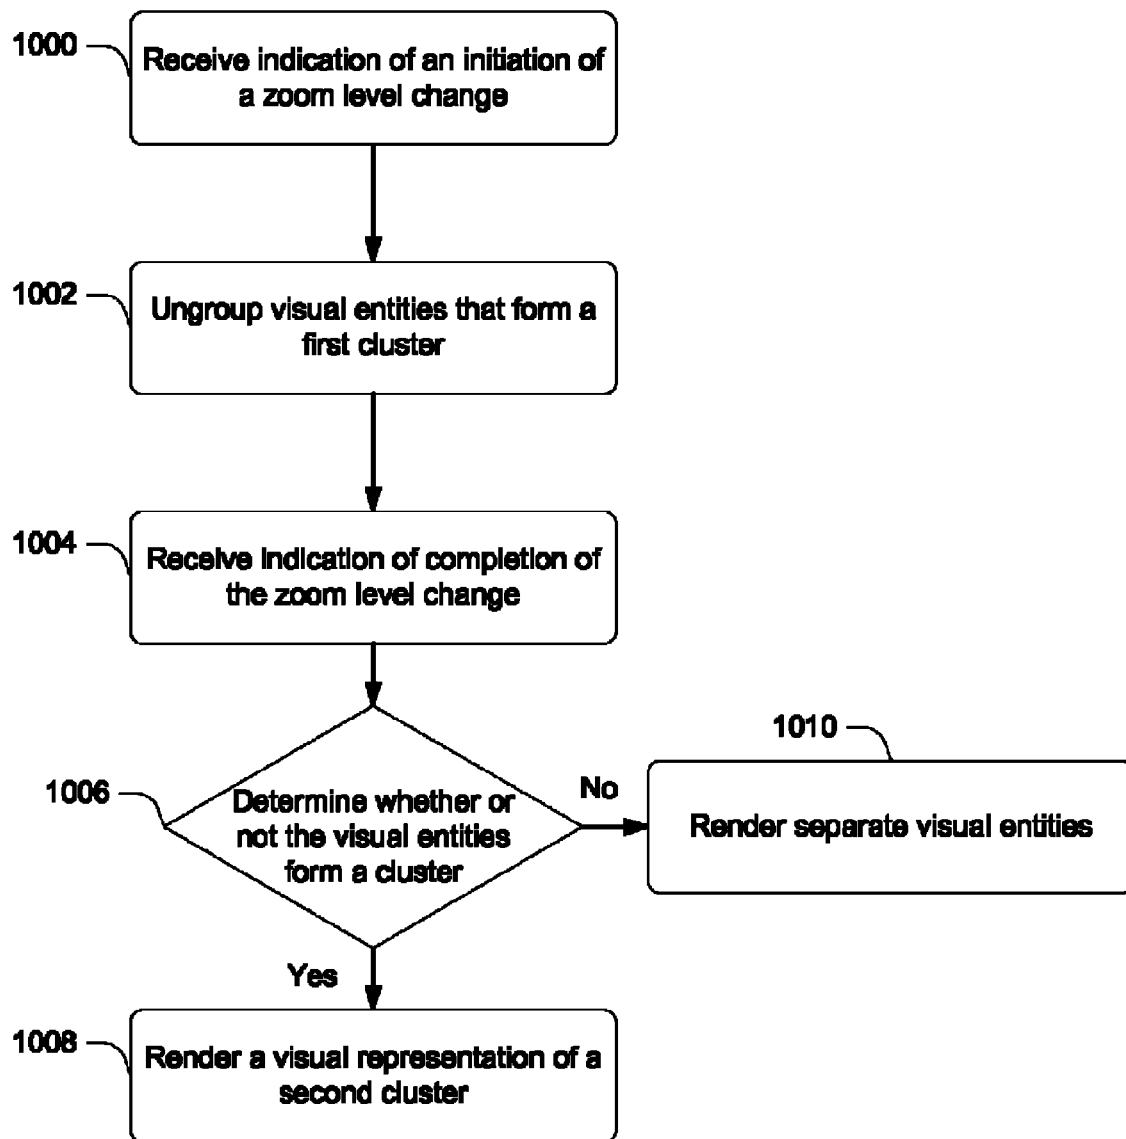 1000
Receive indication of an initiation of
a zoom level change
1002
Ungroup visual entities that form a
first cluster
1004
Receive indication of completion of
the zoom level change
1006
Determine whether or
not the visual entities
form a cluster
No
1010
Render separate visual entities
Yes
1008
Render a visual representation of a
second cluster